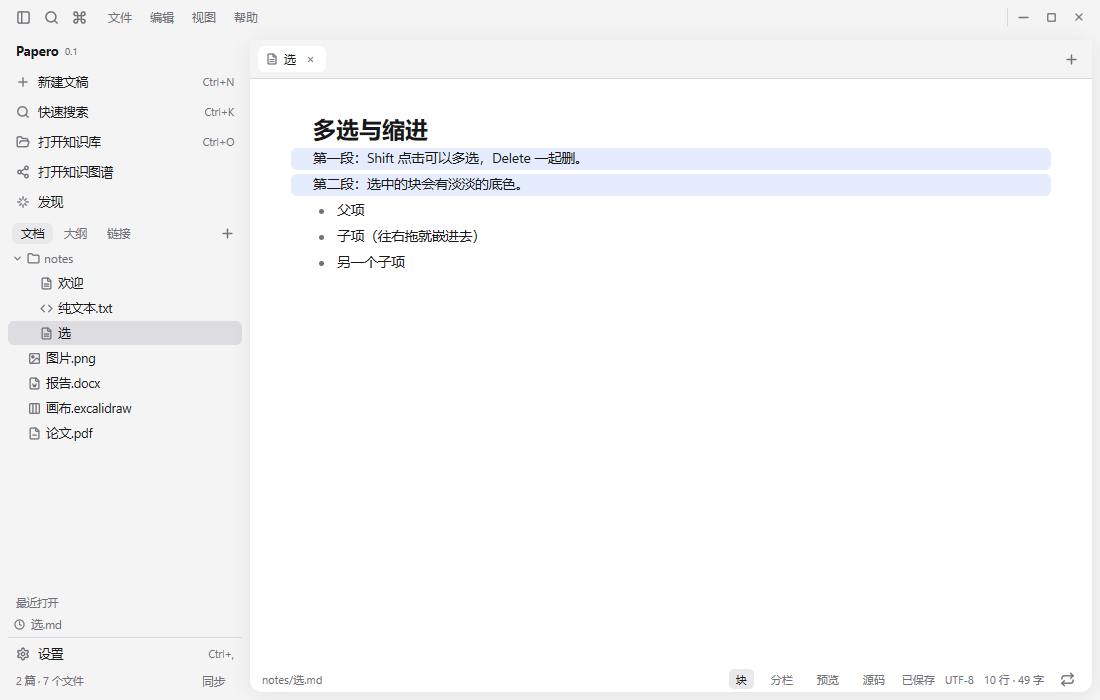 文件 编辑 视图 帮助
Papero 0.1
新建文稿 Ctrl+N
快速搜索 Ctrl+K
打开知识库 Ctrl+O
打开知识图谱
发现
文档 大纲 链接
notes
欢迎
纯文本.txt
选
图片.png
报告.docx
画布.excalidraw
论文.pdf
最近打开
选.md
设置 Ctrl+,
2 篇 · 7 个文件 同步
选
多选与缩进
第一段：Shift 点击可以多选，Delete 一起删。
第二段：选中的块会有淡淡的底色。
父项
子项（往右拖就嵌进去）
另一个子项
notes/选.md 块 分栏 预览 源码 已保存 UTF-8 10 行 · 49 字